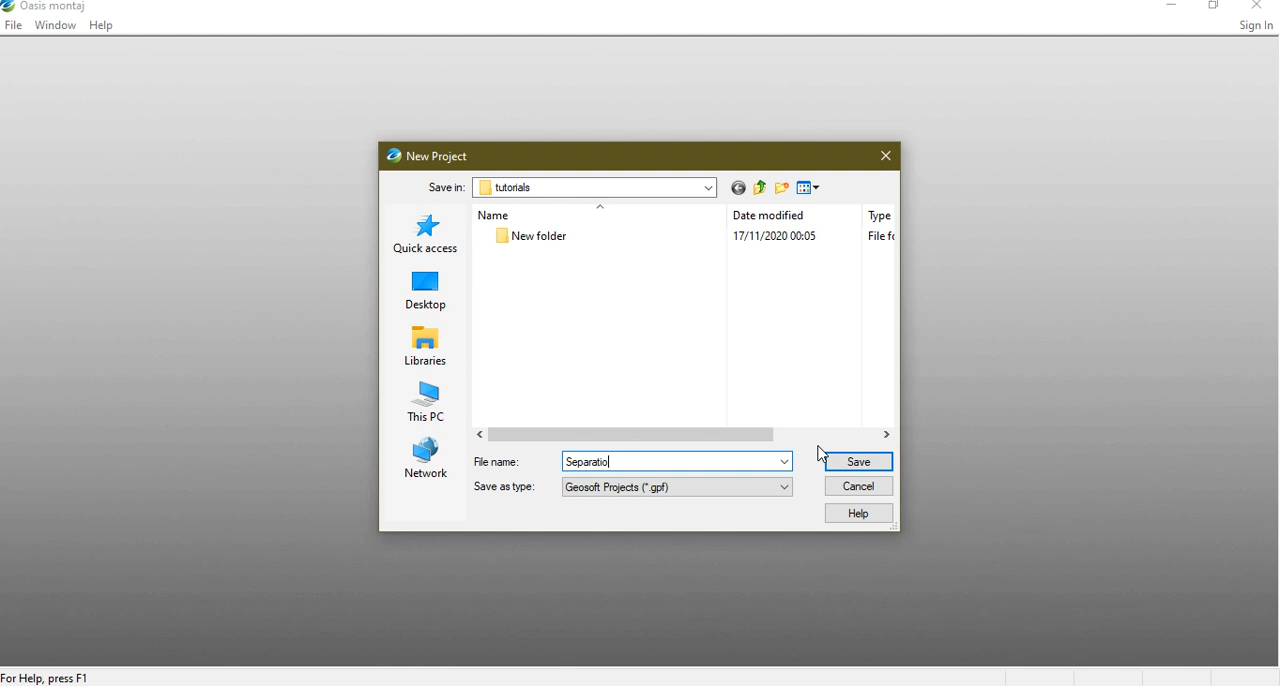 Oasis montaj
File Window Help Sign In
New Project
Save in: tutorials
Name Date modified Type
New folder 17/11/2020 00:05 File fo
Quick access
Desktop
Libraries
This PC
Network
File name: Separatio
Save as type: Geosoft Projects (*.gpf)
Save
Cancel
Help
For Help, press F1